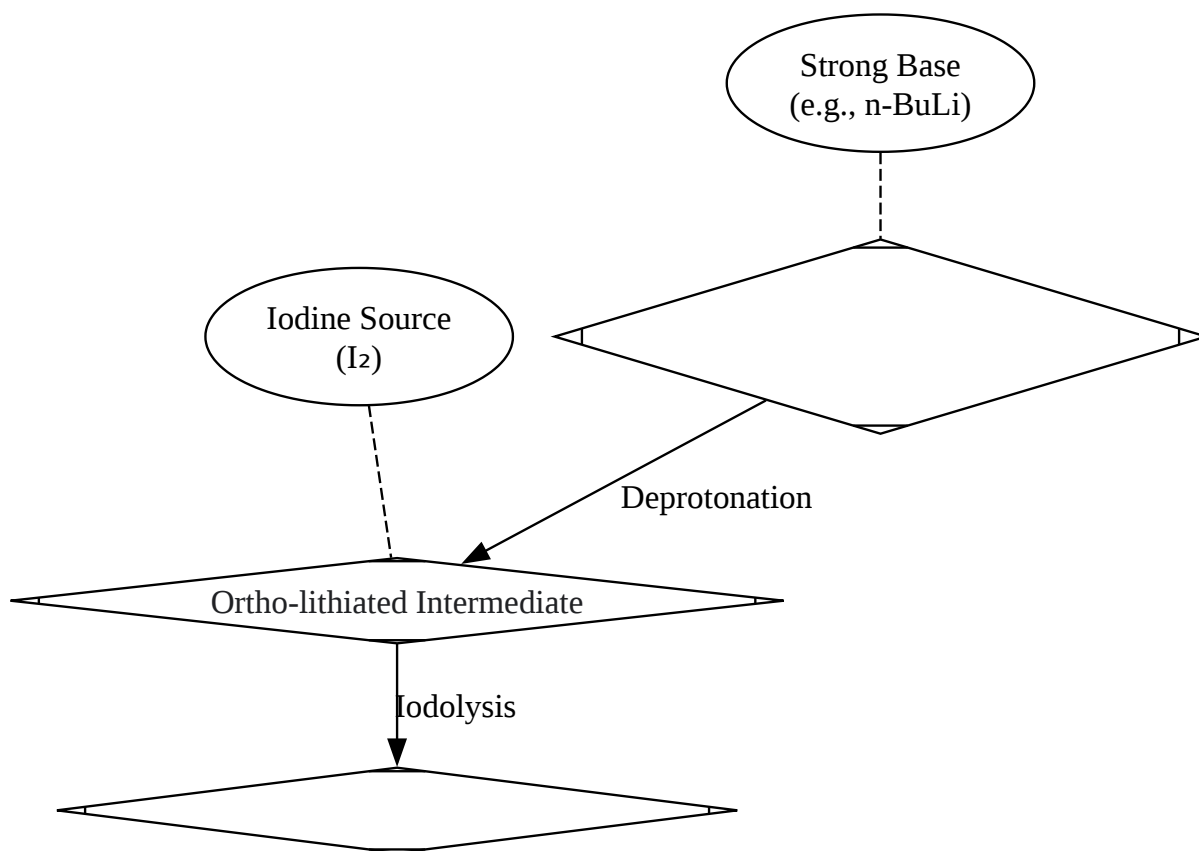 Strong Base
(e.g., n-BuLi)
Iodine Source
(I₂)
Deprotonation
Ortho-lithiated Intermediate
Iodolysis